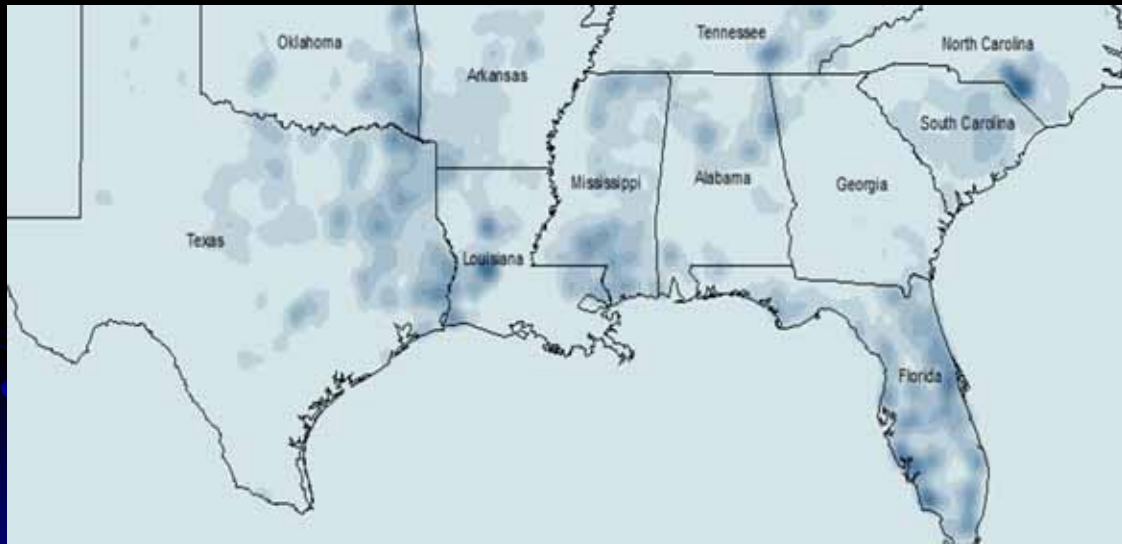 Tennessee
Oklahoma
North Carolina
Arkansas
South Carolina
Mississippi
Alabama
Georgia
Texas
Louisiana
Florida